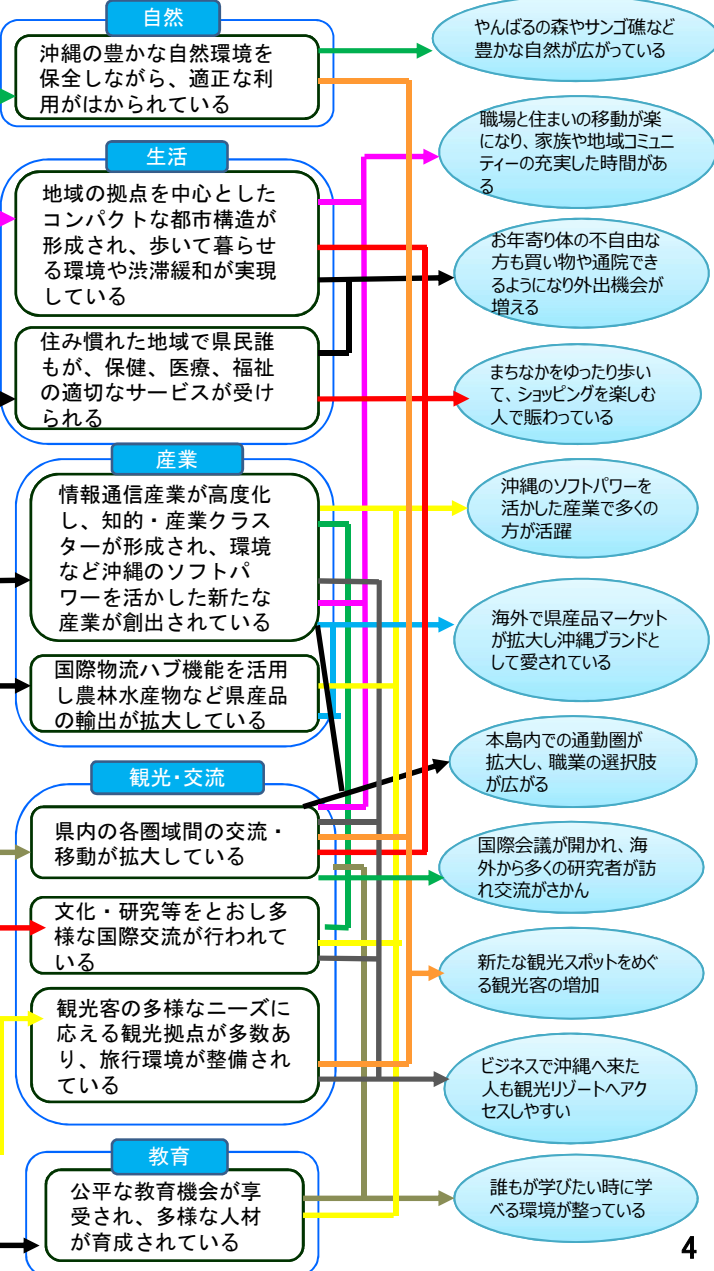 自然
沖縄の豊かな自然環境を
保全しながら、適正な利
用がはかられている
生活
地域の拠点を中心とした
コンパクトな都市構造が
形成され、歩いて暮らせ
る環境や渋滞緩和が実現
している
住み慣れた地域で県民誰
もが、保健、医療、福祉
の適切なサービスが受け
られる
産業
情報通信産業が高度化
し、知的・産業クラス
ターが形成され、環境
など沖縄のソフトパ
ワーを活かした新たな
産業が創出されている
国際物流ハブ機能を活用
し農林水産物など県産品
の輸出が拡大している
観光・交流
県内の各圏域間の交流・
移動が拡大している
文化・研究等をとおし多
様な国際交流が行われて
いる
観光客の多様なニーズに
応える観光拠点が多数あ
り、旅行環境が整備され
ている
教育
公平な教育機会が享
受され、多様な人材
が育成されている
やんばるの森やサンゴ礁など
豊かな自然が広がっている
職場と住まいの移動が楽
になり、家族や地域コミュニ
ティーの充実した時間があ
る
お年寄り体の不自由な
方も買い物や通院でき
るようになり外出機会が
増える
まちなかをゆったり歩い
て、ショッピングを楽しむ
人で賑わっている
沖縄のソフトパワーを
活かした産業で多くの
方が活躍
海外で県産品マーケット
が拡大し沖縄ブランドと
して愛されている
本島内での通勤圏が
拡大し、職業の選択肢
が広がる
国際会議が開かれ、海
外から多くの研究者が訪
れ交流がさかん
新たな観光スポットをめぐ
る観光客の増加
ビジネスで沖縄へ来た
人も観光リゾートへアク
セスしやすい
誰もが学びたい時に学
べる環境が整っている
4